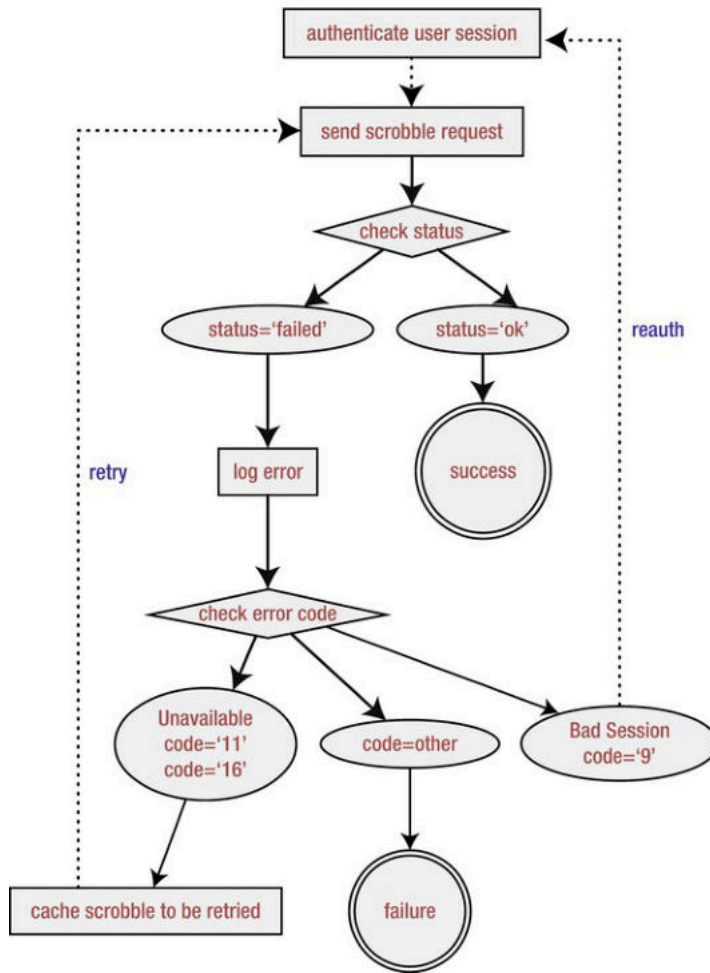 authenticate user session
send scrobble request
check status
status=‘failed’
status=‘ok’
reauth
retry
log error
success
check error code
Unavailable
code=‘11’
code=‘16’
code=other
Bad Session
code=‘9’
cache scrobble to be retried
failure